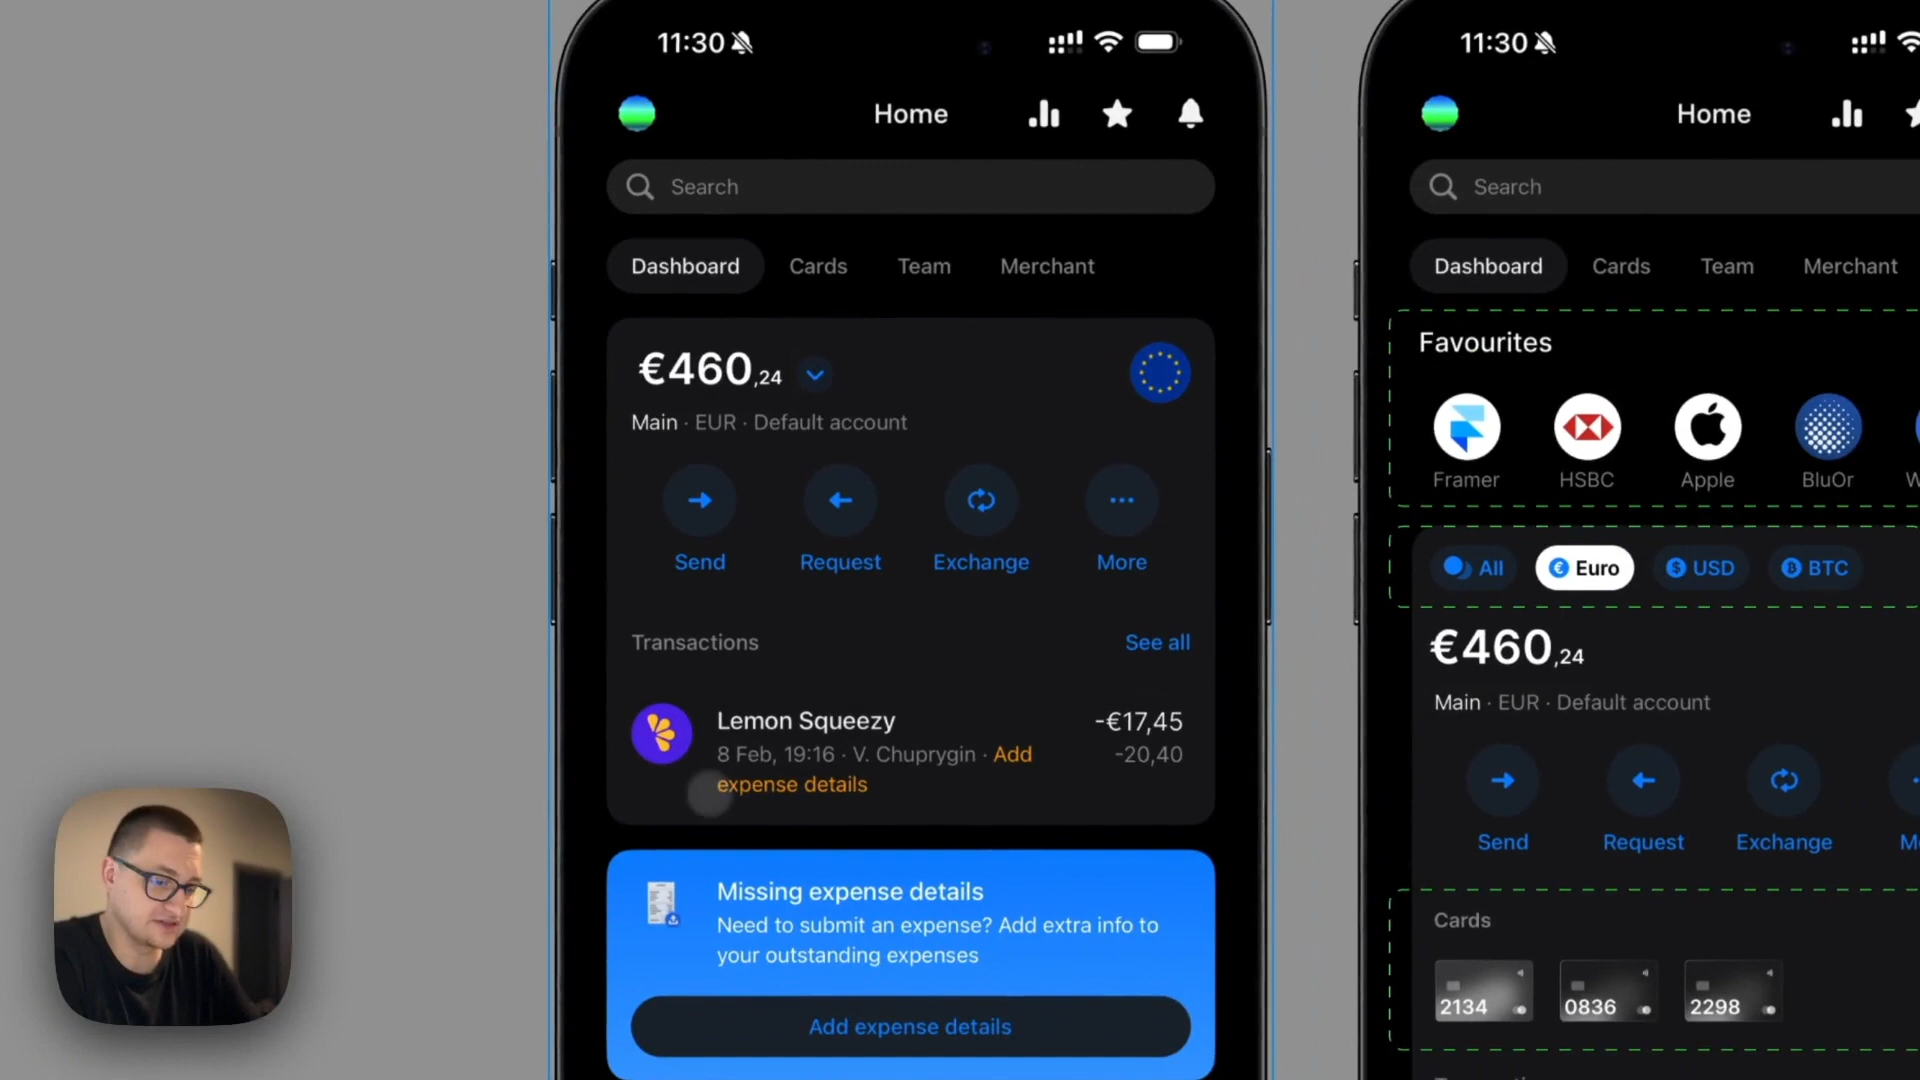 11:30
Home
Search
Dashboard Cards Team Merchant
€460,24
Main · EUR · Default account
Send Request Exchange More
Transactions See all
Lemon Squeezy -€17,45
8 Feb, 19:16 · V. Chuprygin · Add -20,40
expense details
Missing expense details
Need to submit an expense? Add extra info to
your outstanding expenses
Add expense details
11:30
Home
Search
Dashboard Cards Team Merchant
Favourites
Framer HSBC Apple BluOr
All € Euro $ USD BTC
€460,24
Main · EUR · Default account
Send Request Exchange
Cards
2134 0836 2298